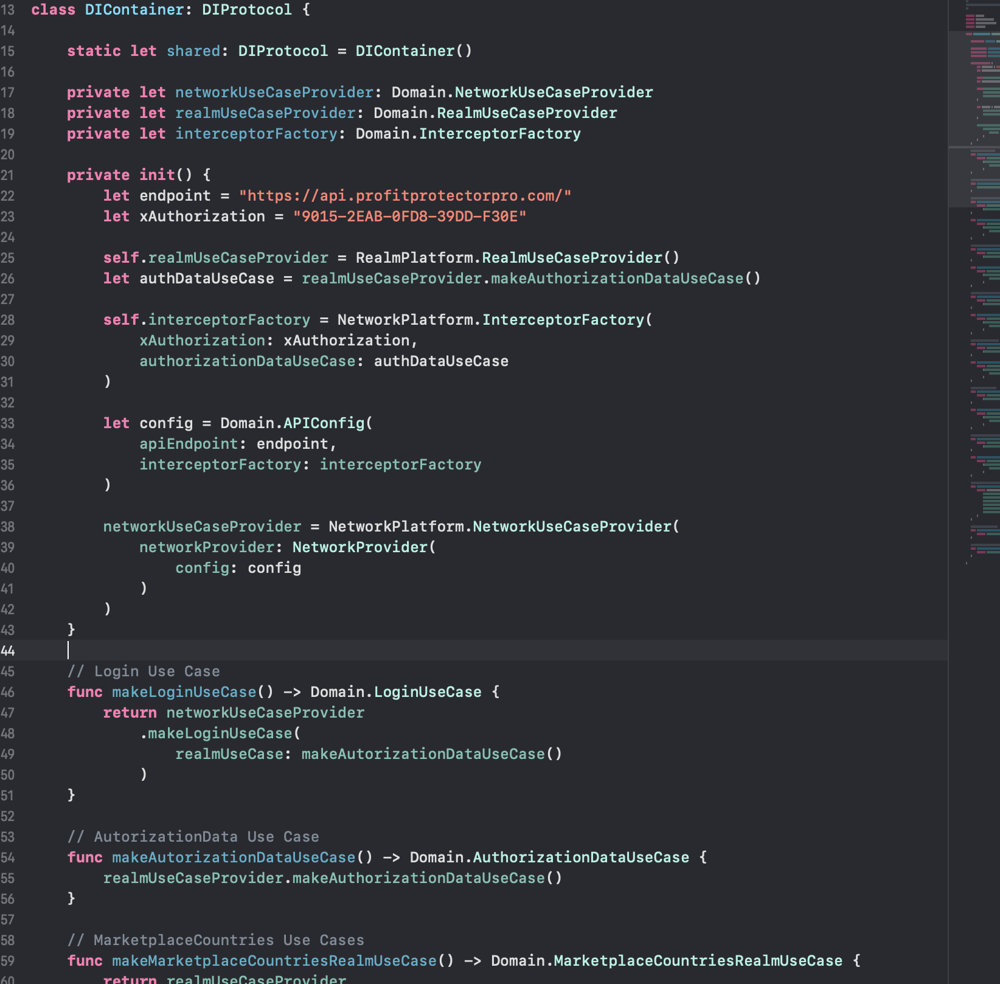 13 class DIContainer: DIProtocol {
14
15     static let shared: DIProtocol = DIContainer()
16
17     private let networkUseCaseProvider: Domain.NetworkUseCaseProvider
18     private let realmUseCaseProvider: Domain.RealmUseCaseProvider
19     private let interceptorFactory: Domain.InterceptorFactory
20
21     private init() {
22         let endpoint = "https://api.profitprotectorpro.com/"
23         let xAuthorization = "9015-2EAB-0FD8-39DD-F30E"
24
25         self.realmUseCaseProvider = RealmPlatform.RealmUseCaseProvider()
26         let authDataUseCase = realmUseCaseProvider.makeAuthorizationDataUseCase()
27
28         self.interceptorFactory = NetworkPlatform.InterceptorFactory(
29             xAuthorization: xAuthorization,
30             authorizationDataUseCase: authDataUseCase
31         )
32
33         let config = Domain.APIConfig(
34             apiEndpoint: endpoint,
35             interceptorFactory: interceptorFactory
36         )
37
38         networkUseCaseProvider = NetworkPlatform.NetworkUseCaseProvider(
39             networkProvider: NetworkProvider(
40                 config: config
41             )
42         )
43     }
44
45     // Login Use Case
46     func makeLoginUseCase() -> Domain.LoginUseCase {
47         return networkUseCaseProvider
48             .makeLoginUseCase(
49                 realmUseCase: makeAutorizationDataUseCase()
50             )
51     }
52
53     // AutorizationData Use Case
54     func makeAutorizationDataUseCase() -> Domain.AuthorizationDataUseCase {
55         realmUseCaseProvider.makeAuthorizationDataUseCase()
56     }
57
58     // MarketplaceCountries Use Cases
59     func makeMarketplaceCountriesRealmUseCase() -> Domain.MarketplaceCountriesRealmUseCase {
60         return realmUseCaseProvider